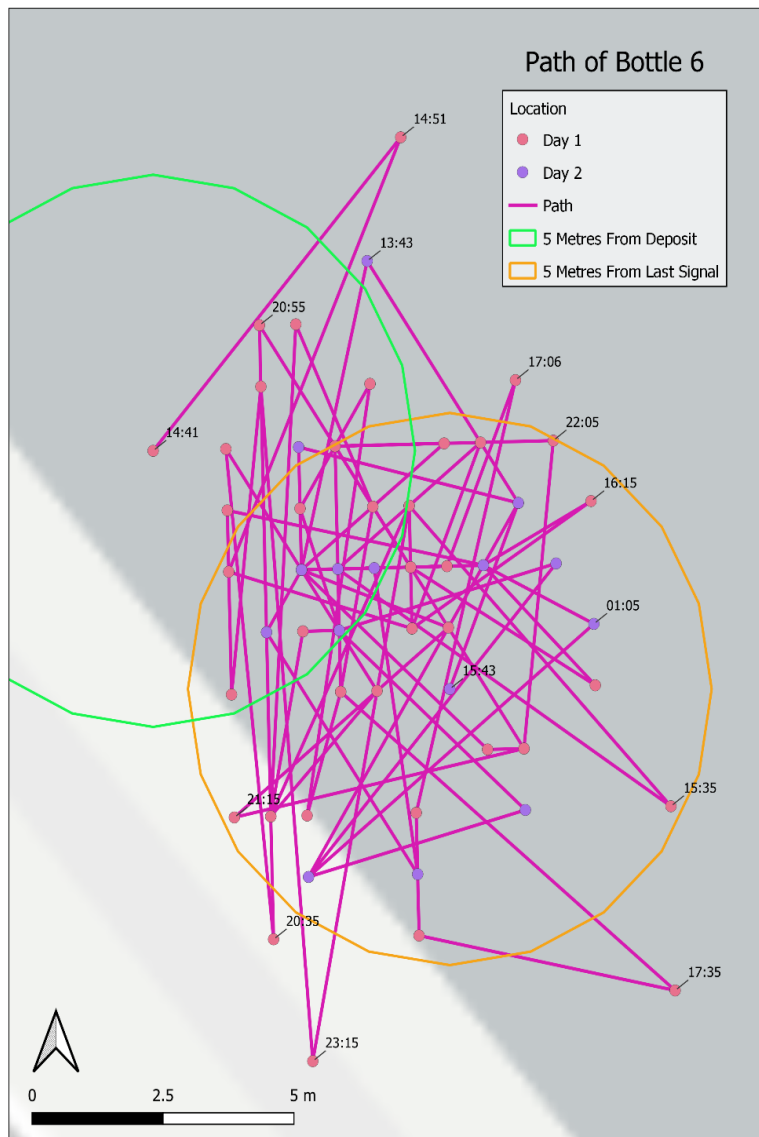 Path of Bottle 6
Location
Day 1
Day 2
Path
5 Metres From Deposit
5 Metres From Last Signal
14:51
13:43
20:55
17:06
22:05
14:41
16:15
01:05
15:43
15:35
21:15
20:35
17:35
23:15
0 2.5 5 m